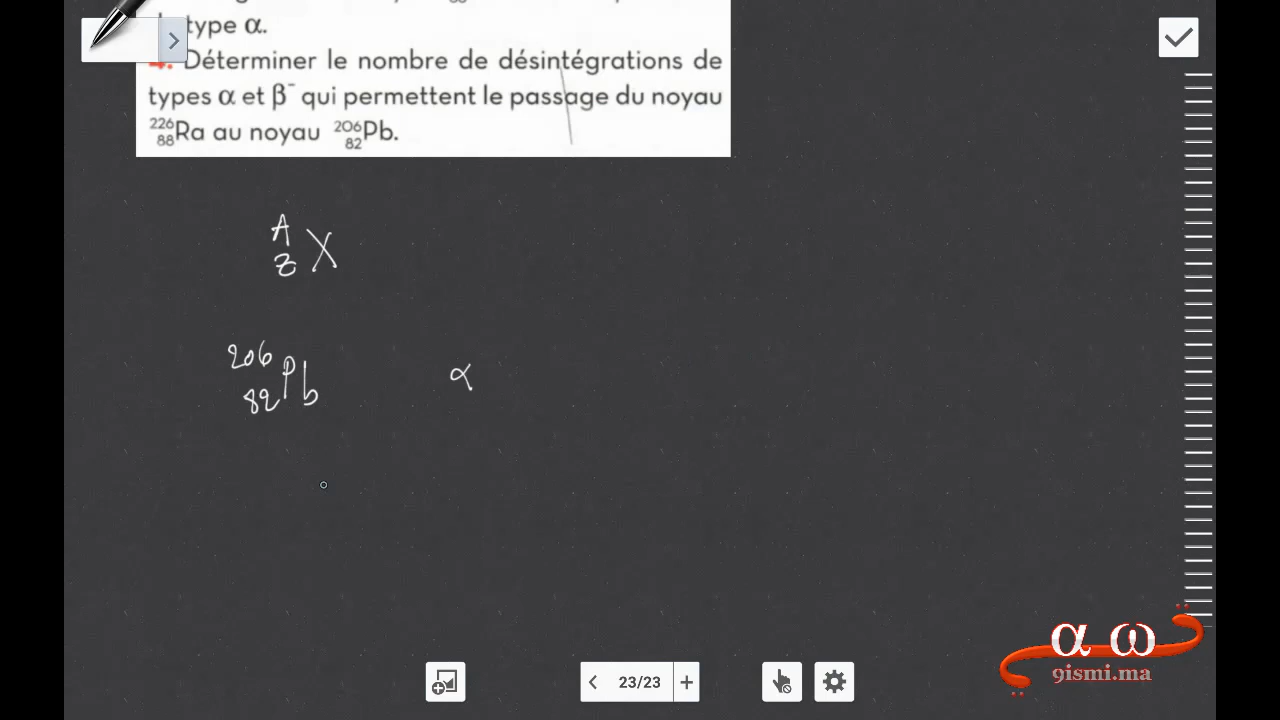 type α.
4. Déterminer le nombre de désintégrations de
types α et β⁻ qui permettent le passage du noyau
²²⁶₈₈Ra au noyau ²⁰⁶₈₂Pb.
ᴬ_Z X
²⁰⁶₈₂Pb α
23/23
α ω
9ismi.ma